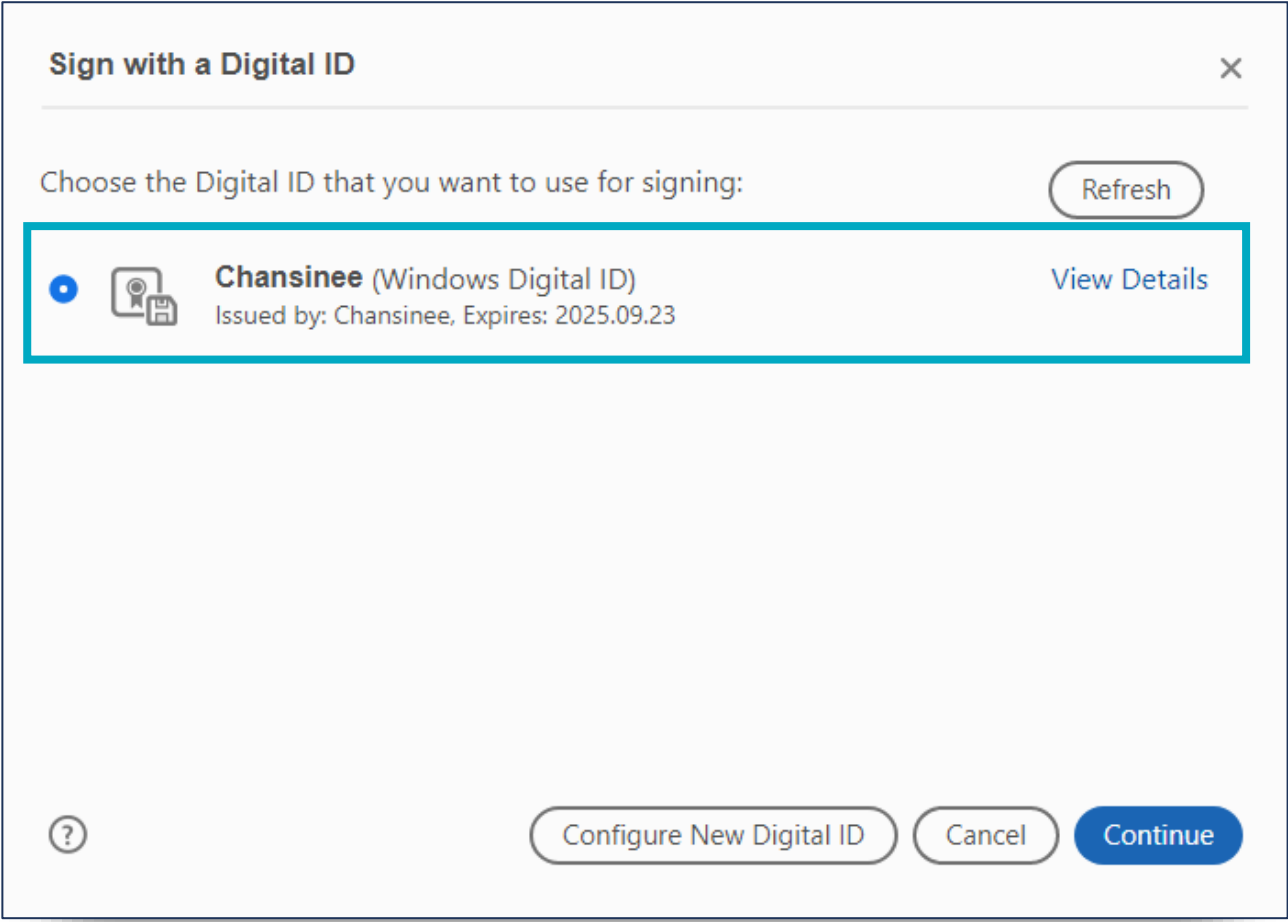 Sign with a Digital ID
Choose the Digital ID that you want to use for signing:
Refresh
Chansinee (Windows Digital ID)
View Details
Issued by: Chansinee, Expires: 2025.09.23
?
Configure New Digital ID
Cancel
Continue